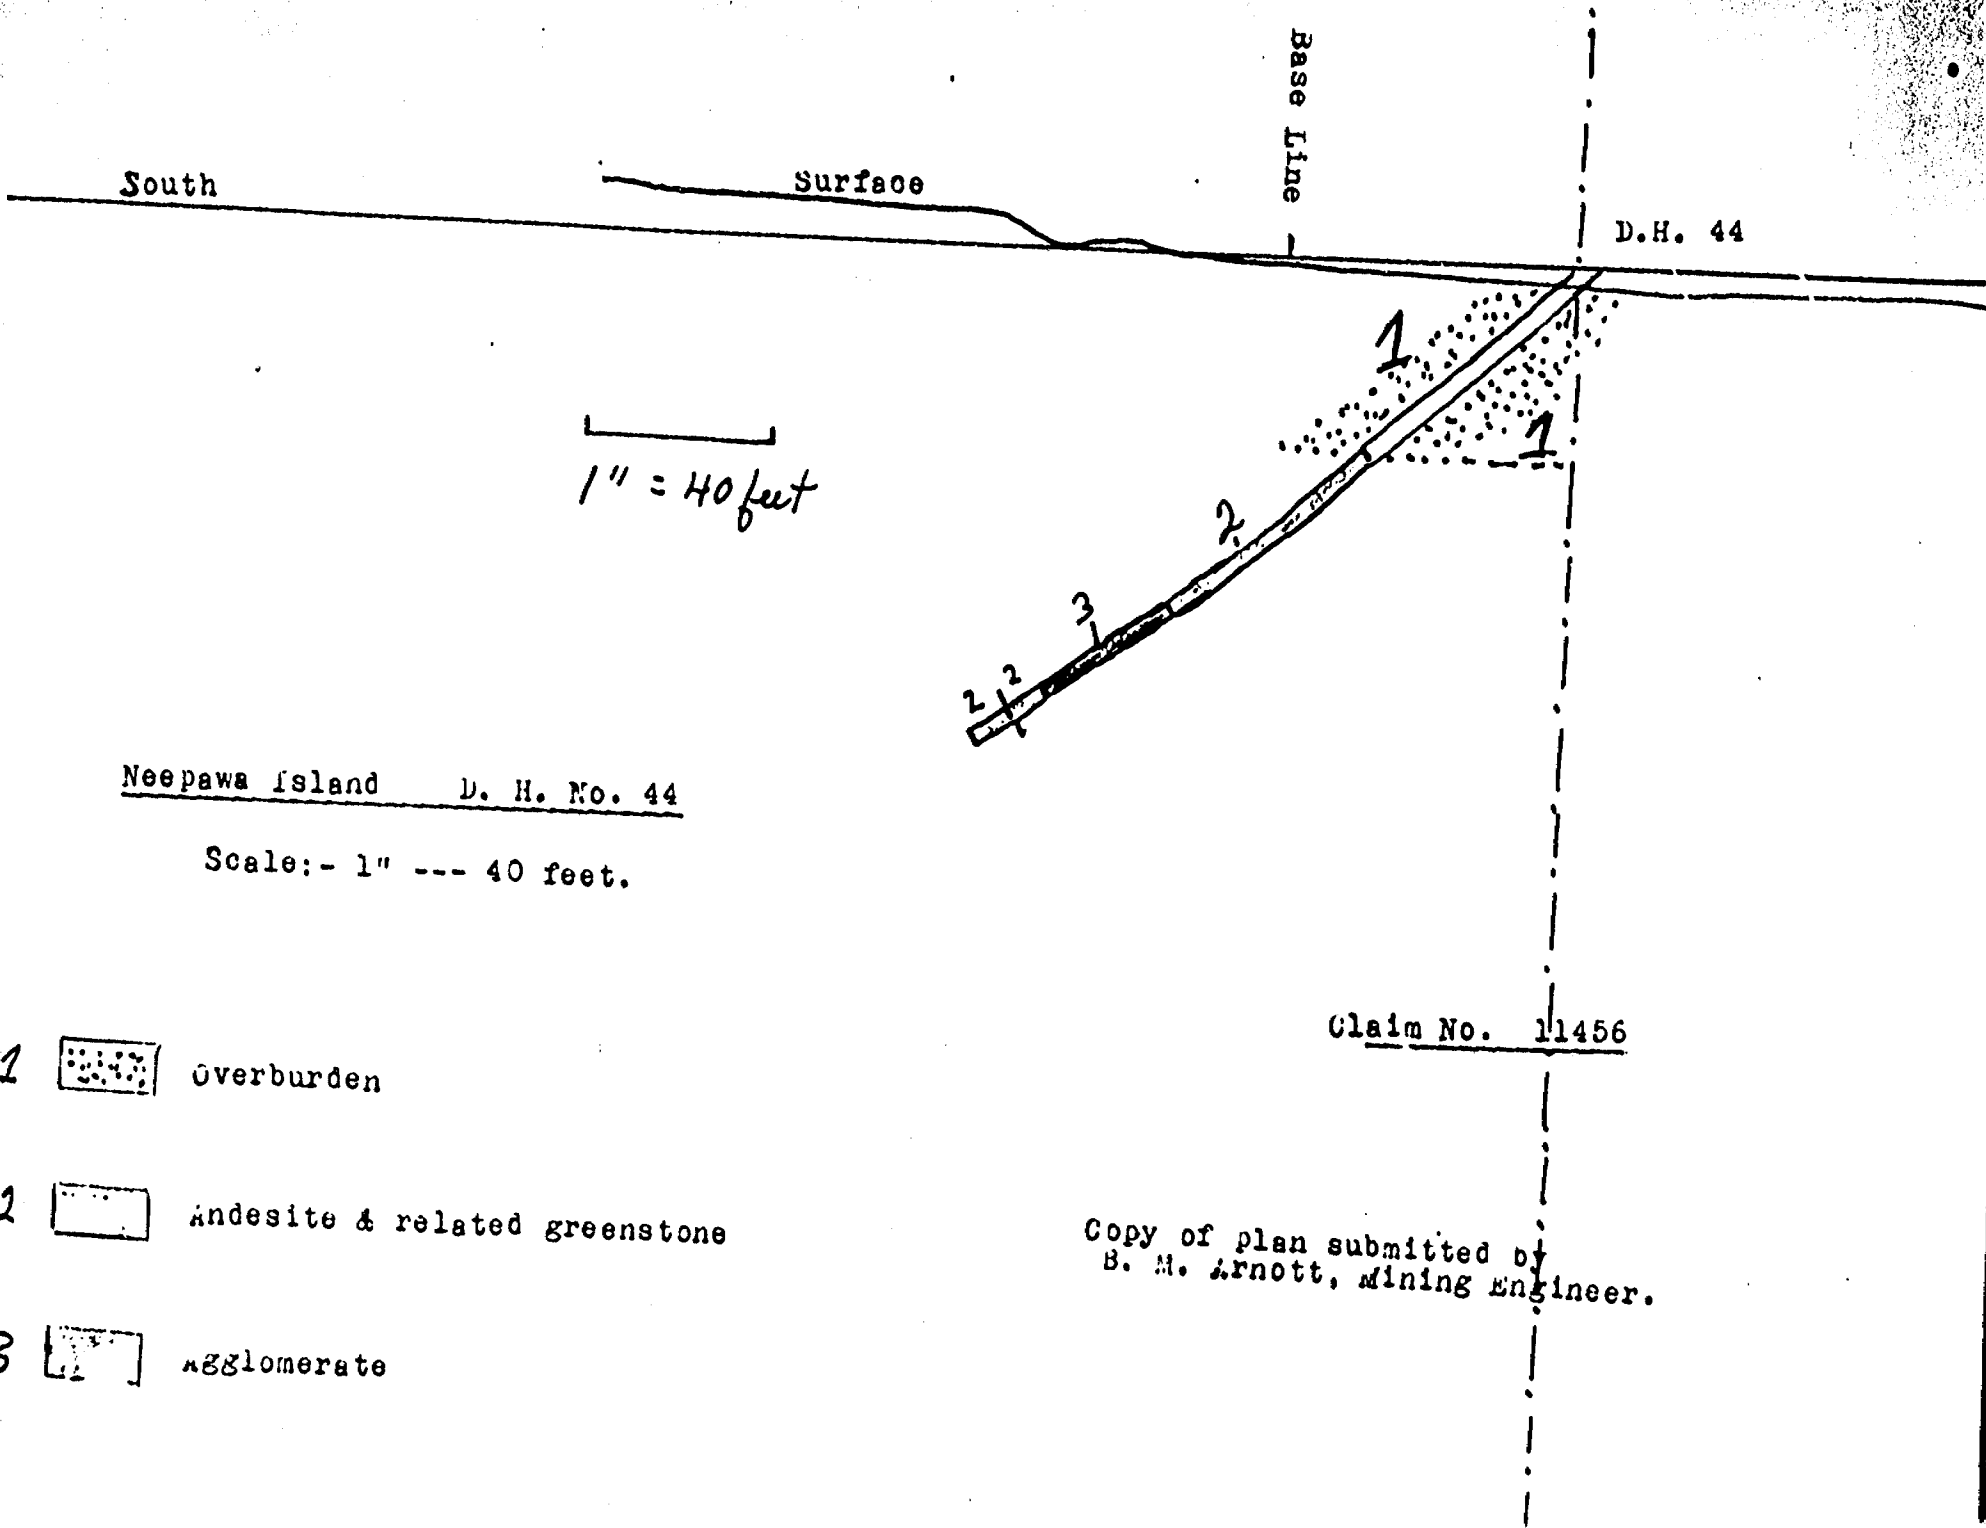 Base Line
South
Surface
D.H. 44
1
1
1" = 40 feet
2
3
2
2
Neepawa Island D. H. No. 44
Scale:- 1" --- 40 feet.
Claim No. 11456
1 Overburden
2 Andesite & related greenstone
Copy of plan submitted by
B. M. Arnott, Mining Engineer.
3 Agglomerate